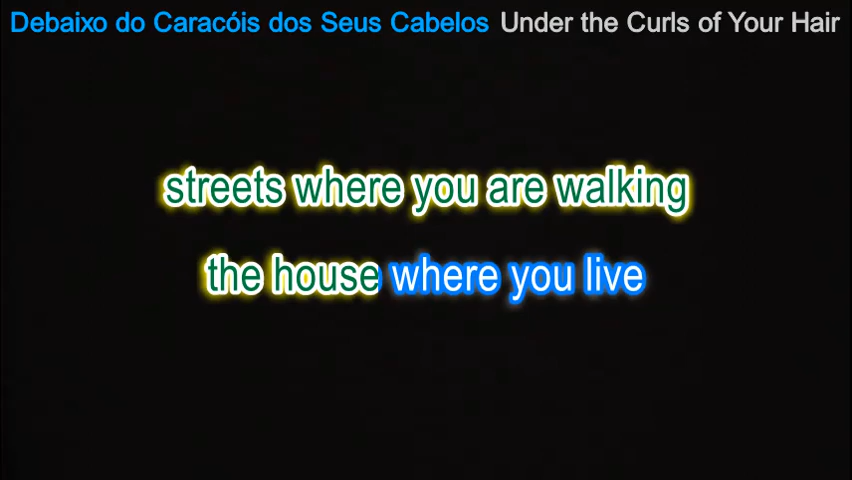 Debaixo do Caracóis dos Seus Cabelos Under the Curls of Your Hair
streets where you are walking
the house where you live